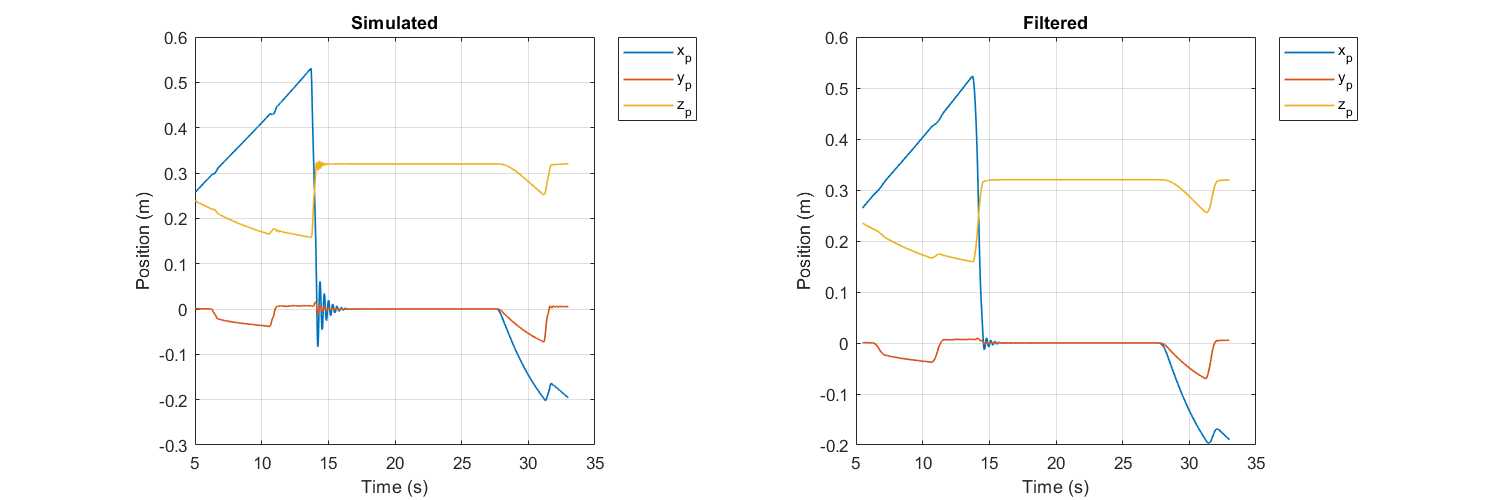 Simulated
0.6
0.5
0.4
0.3
0.2
0.1
0
-0.1
-0.2
-0.3
Position (m)
5 10 15 20 25 30 35
Time (s)
x_p
y_p
z_p
Filtered
0.6
0.5
0.4
0.3
0.2
0.1
0
-0.1
-0.2
Position (m)
5 10 15 20 25 30 35
Time (s)
x_p
y_p
z_p